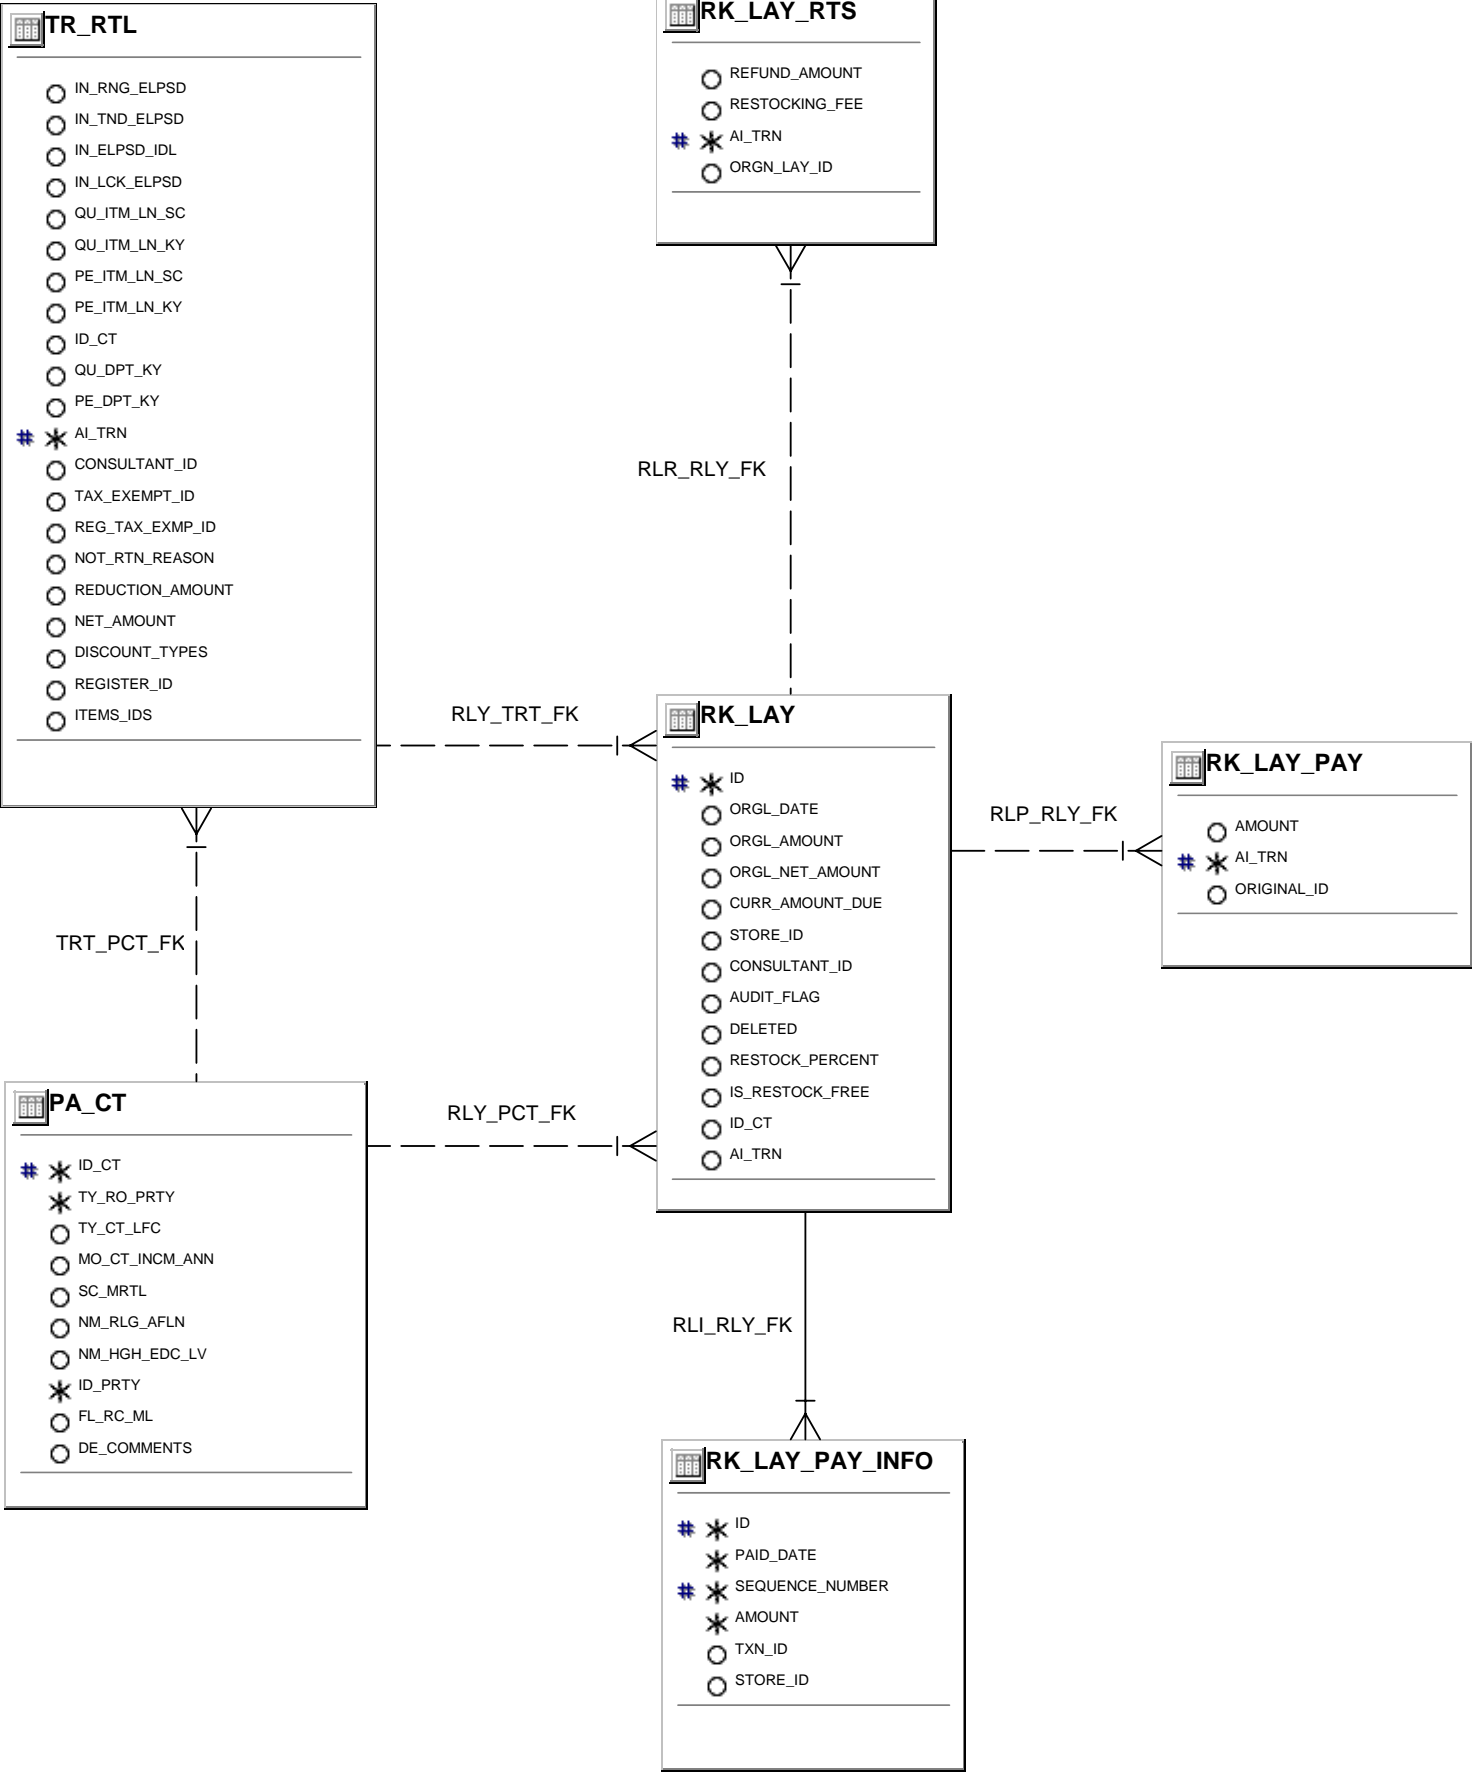 TR_RTL
IN_RNG_ELPSD
IN_TND_ELPSD
IN_ELPSD_IDL
IN_LCK_ELPSD
QU_ITM_LN_SC
QU_ITM_LN_KY
PE_ITM_LN_SC
PE_ITM_LN_KY
ID_CT
QU_DPT_KY
PE_DPT_KY
# * AI_TRN
CONSULTANT_ID
TAX_EXEMPT_ID
REG_TAX_EXMP_ID
NOT_RTN_REASON
REDUCTION_AMOUNT
NET_AMOUNT
DISCOUNT_TYPES
REGISTER_ID
ITEMS_IDS
RK_LAY_RTS
REFUND_AMOUNT
RESTOCKING_FEE
# * AI_TRN
ORGN_LAY_ID
RLR_RLY_FK
RLY_TRT_FK
RK_LAY
# * ID
ORGL_DATE
ORGL_AMOUNT
ORGL_NET_AMOUNT
CURR_AMOUNT_DUE
STORE_ID
CONSULTANT_ID
AUDIT_FLAG
DELETED
RESTOCK_PERCENT
IS_RESTOCK_FREE
ID_CT
AI_TRN
RLP_RLY_FK
RK_LAY_PAY
AMOUNT
# * AI_TRN
ORIGINAL_ID
TRT_PCT_FK
PA_CT
# * ID_CT
* TY_RO_PRTY
TY_CT_LFC
MO_CT_INCM_ANN
SC_MRTL
NM_RLG_AFLN
NM_HGH_EDC_LV
* ID_PRTY
FL_RC_ML
DE_COMMENTS
RLY_PCT_FK
RLI_RLY_FK
RK_LAY_PAY_INFO
# * ID
* PAID_DATE
# * SEQUENCE_NUMBER
* AMOUNT
TXN_ID
STORE_ID